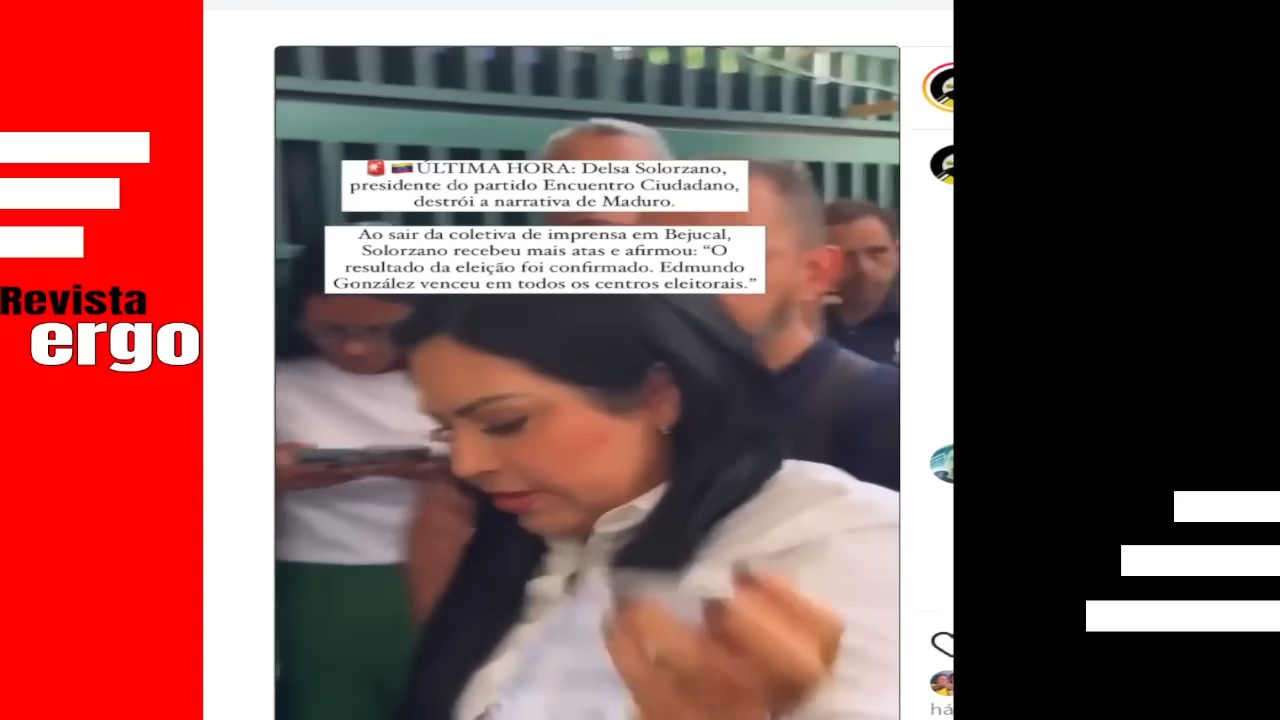 Revista
ergo
🚨🇻🇪ÚLTIMA HORA: Delsa Solorzano,
presidente do partido Encuentro Ciudadano,
destrói a narrativa de Maduro.
Ao sair da coletiva de imprensa em Bejucal,
Solorzano recebeu mais atas e afirmou: “O
resultado da eleição foi confirmado. Edmundo
González venceu em todos os centros eleitorais.”
há